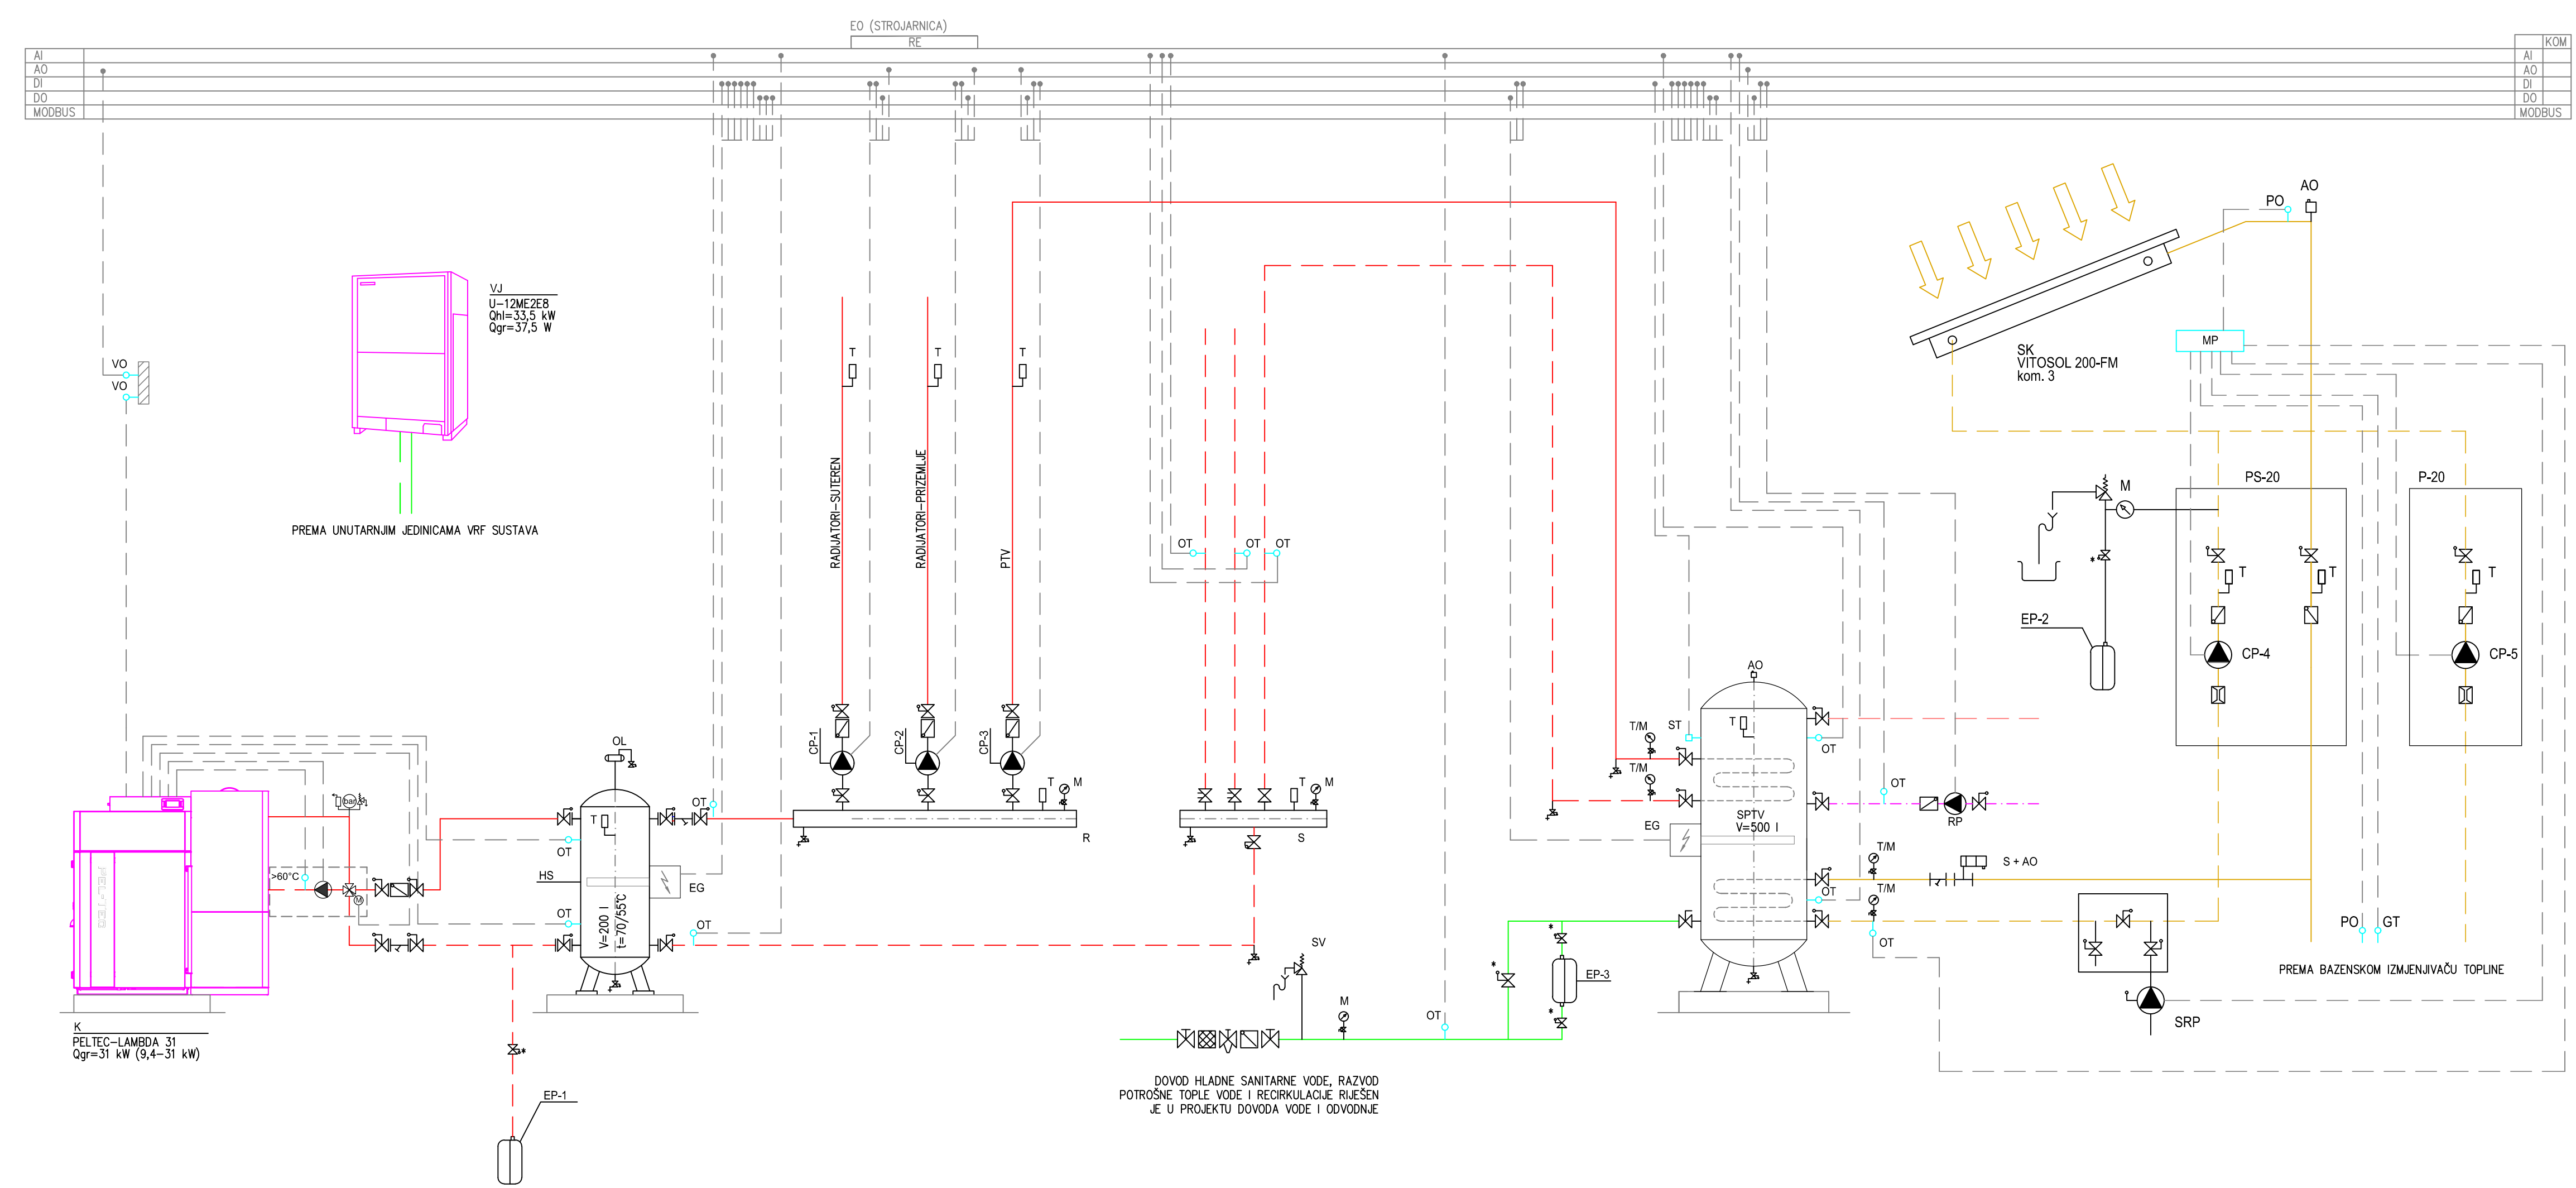 EO (STROJARNICA)
RE
KOM
AI
AI
AO
AO
DI
DI
DO
DO
MODBUS
MODBUS
AO
PO
VJ
U-12ME2E8
Qhl=33,5 kW
Qgr=37,5 W
MP
SK
VITOSOL 200-FM
kom. 3
VO
VO
T
T
T
RADIJATORI-SUTEREN
RADIJATORI-PRIZEMLJE
PTV
PS-20
P-20
M
PREMA UNUTARNJIM JEDINICAMA VRF SUSTAVA
OT
OT
OT
*
T
T
T
EP-2
CP-4
CP-5
AO
CP-1
CP-2
CP-3
T/M
ST
T
OT
OL
T/M
T
M
T
M
OT
OT
bar
T
SPTV
V=500 l
EG
RP
R
S
OT
T/M
S + AO
>60°C
M
HS
EG
OT
T/M
PELTEC
V=200 l
t=70/55°C
OT
OT
PO
GT
*
SV
OT
*
EP-3
PREMA BAZENSKOM IZMJENJIVAČU TOPLINE
M
OT
*
SRP
K
PELTEC-LAMBDA 31
Qgr=31 kW (9,4-31 kW)
*
DOVOD HLADNE SANITARNE VODE, RAZVOD
POTROŠNE TOPLE VODE I RECIRKULACIJE RIJEŠEN
JE U PROJEKTU DOVODA VODE I ODVODNJE
EP-1